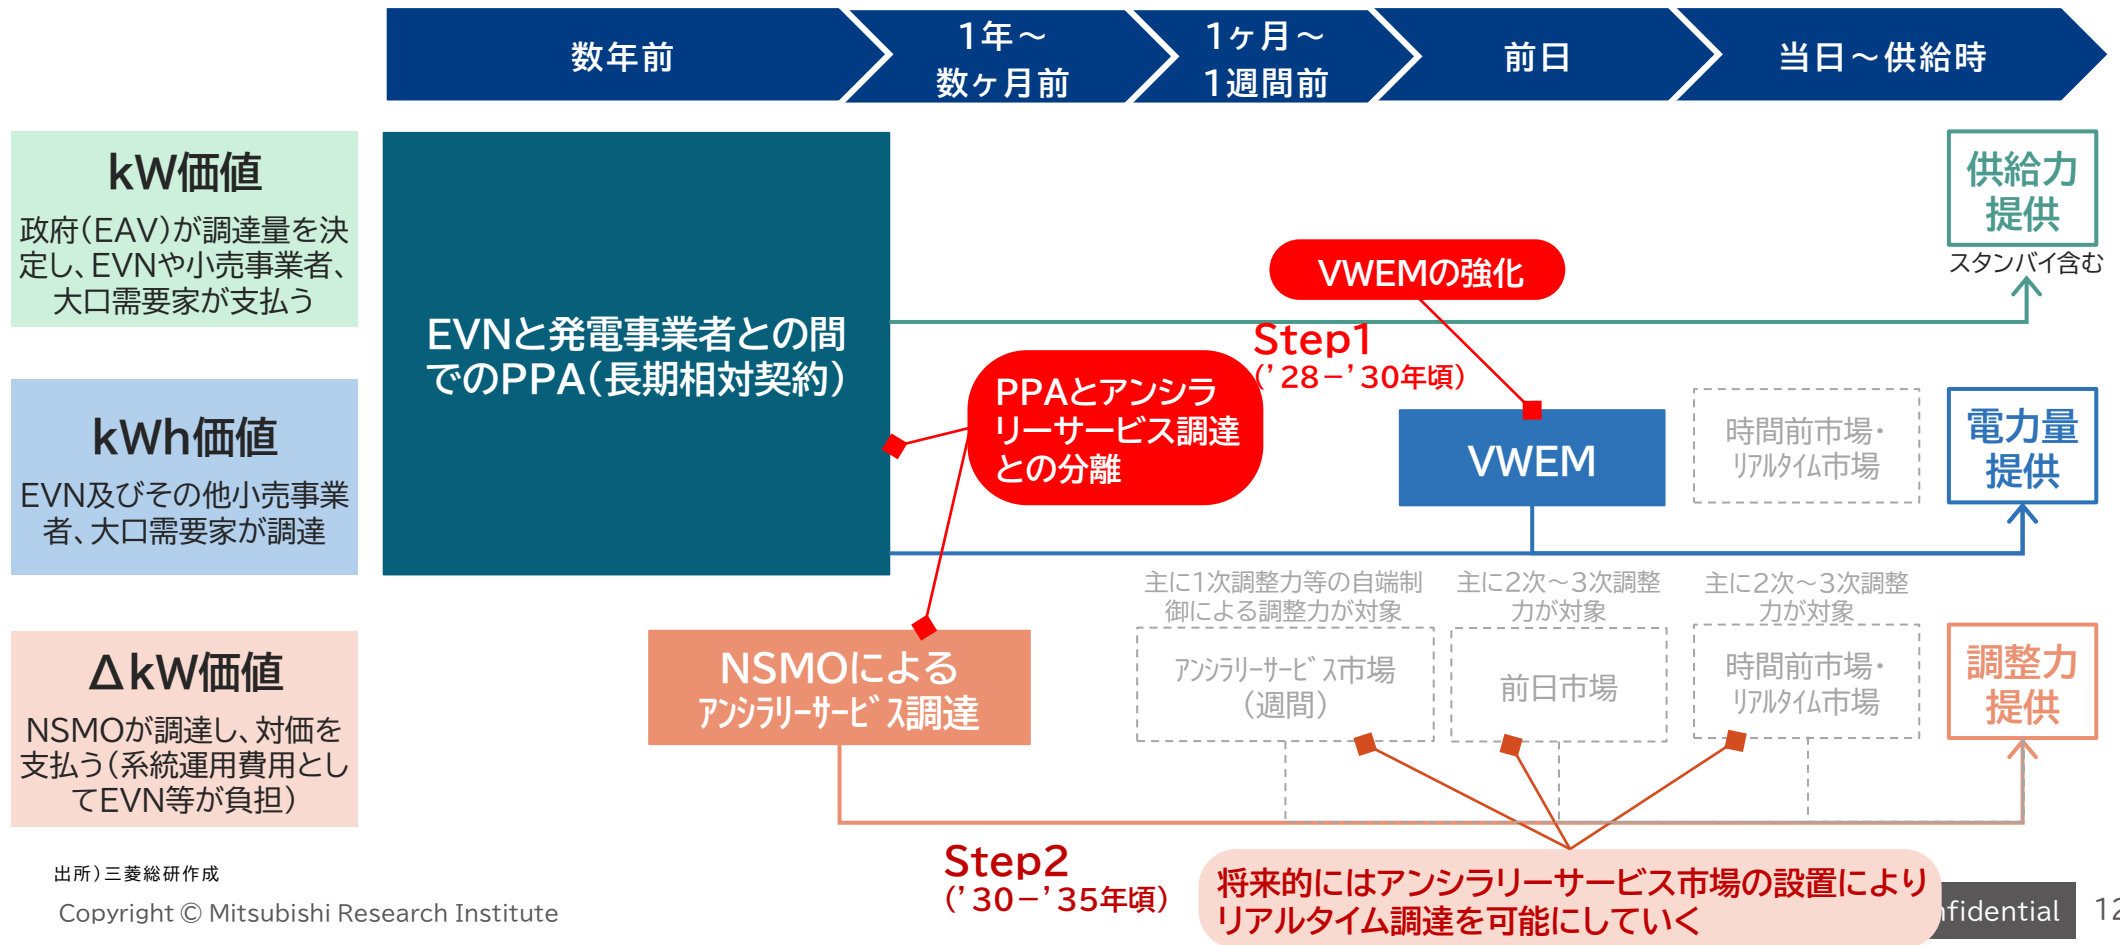 数年前
1年～
数ヶ月前
1ヶ月～
1週間前
前日
当日～供給時
kW価値
政府(EAV)が調達量を決
定し、EVNや小売事業者、
大口需要家が支払う
kWh価値
EVN及びその他小売事業
者、大口需要家が調達
ΔkW価値
NSMOが調達し、対価を
支払う(系統運用費用とし
てEVN等が負担)
EVNと発電事業者との間
でのPPA(長期相対契約)
PPAとアンシラ
リーサービス調達
との分離
VWEMの強化
Step1
('28－'30年頃)
VWEM
時間前市場・
ﾘｱﾙﾀｲﾑ市場
供給力
提供
スタンバイ含む
電力量
提供
NSMOによる
ｱﾝｼﾗﾘｰｻｰﾋﾞｽ調達
主に1次調整力等の自端制
御による調整力が対象
ｱﾝｼﾗﾘｰｻｰﾋﾞｽ市場
(週間)
主に2次～3次調整
力が対象
前日市場
主に2次～3次調整
力が対象
時間前市場・
ﾘｱﾙﾀｲﾑ市場
調整力
提供
Step2
('30－'35年頃)
将来的にはアンシラリーサービス市場の設置により
リアルタイム調達を可能にしていく
出所)三菱総研作成
Copyright © Mitsubishi Research Institute
nfidential
12